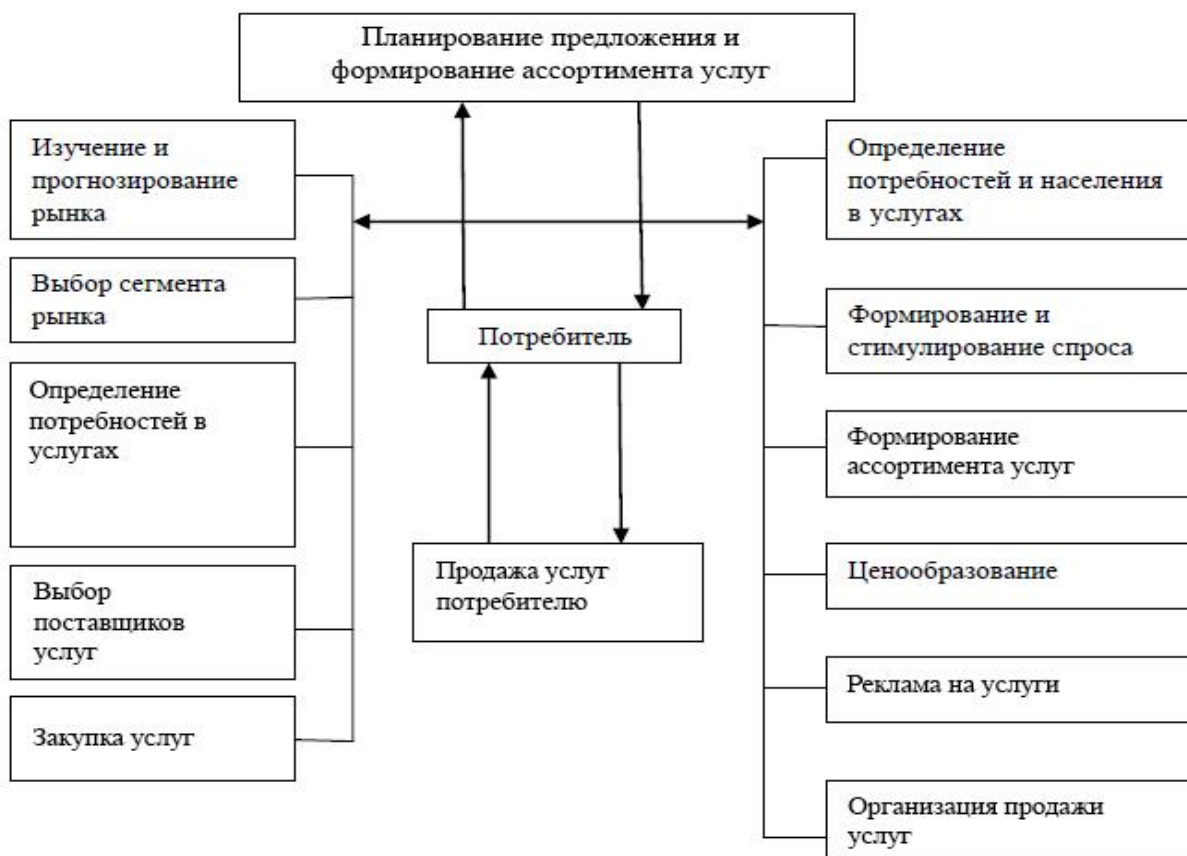 Планирование предложения и
формирование ассортимента услуг
Изучение и
прогнозирование
рынка
Выбор сегмента
рынка
Определение
потребностей в
услугах
Выбор
поставщиков
услуг
Закупка услуг
Потребитель
Продажа услуг
потребителю
Определение
потребностей и населения
в услугах
Формирование и
стимулирование спроса
Формирование
ассортимента услуг
Ценообразование
Реклама на услуги
Организация продажи
услуг